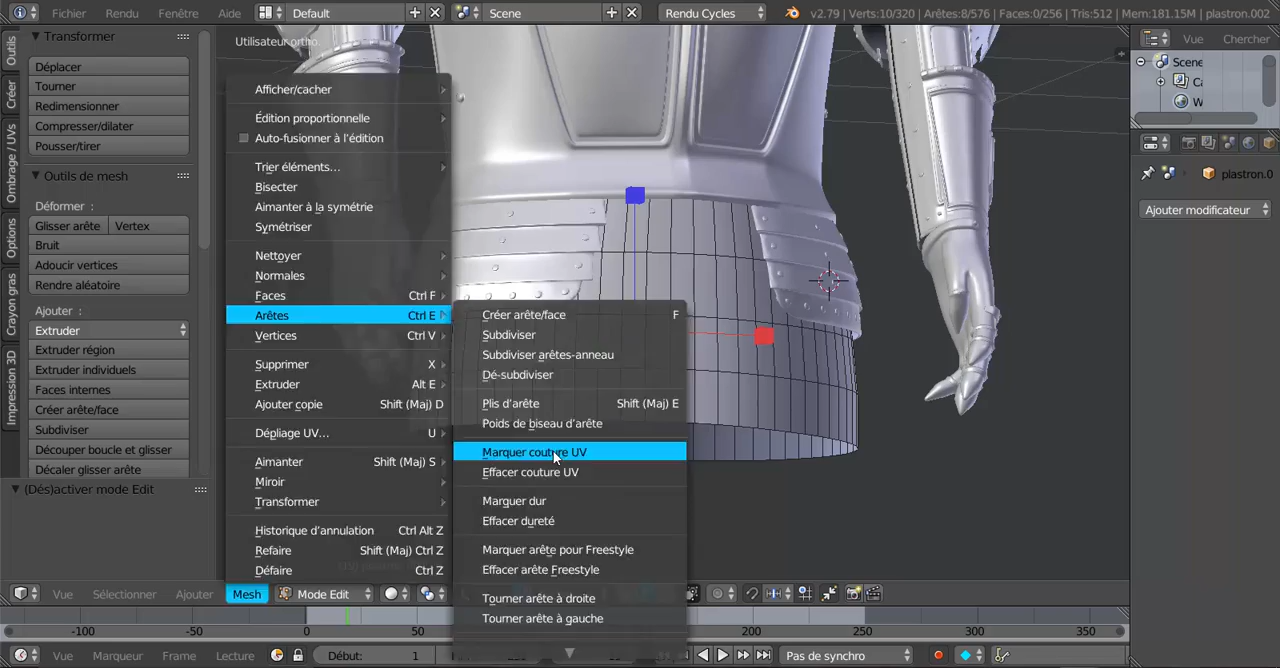 Fichier Rendu Fenêtre Aide Default Scene Rendu Cycles v2.79 | Verts:10/320 | Arêtes:8/576 | Faces:0/256 | Tris:512 | Mem:181.15M | plastron.002
Outils
Créer
Ombrage / UVs
Options
Crayon gras
Impression 3D
Transformer
Déplacer
Tourner
Redimensionner
Compresser/dilater
Pousser/tirer
Outils de mesh
Déformer :
Glisser arête Vertex
Bruit
Adoucir vertices
Rendre aléatoire
Ajouter :
Extruder
Extruder région
Extruder individuels
Faces internes
Créer arête/face
Subdiviser
Découper boucle et glisser
Décaler glisser arête
(Dés)activer mode Edit
Utilisateur ortho.
Afficher/cacher
Édition proportionnelle
Auto-fusionner à l'édition
Trier éléments...
Bisecter
Aimanter à la symétrie
Symétriser
Nettoyer
Normales
Faces Ctrl F
Arêtes Ctrl E
Vertices Ctrl V
Supprimer X
Extruder Alt E
Ajouter copie Shift (Maj) D
Dépliage UV... U
Aimanter Shift (Maj) S
Miroir
Transformer
Historique d'annulation Ctrl Alt Z
Refaire Shift (Maj) Ctrl Z
Défaire Ctrl Z
Créer arête/face F
Subdiviser
Subdiviser arêtes-anneau
Dé-subdiviser
Plis d'arête Shift (Maj) E
Poids de biseau d'arête
Marquer couture UV
Effacer couture UV
Marquer dur
Effacer dureté
Marquer arête pour Freestyle
Effacer arête Freestyle
Tourner arête à droite
Tourner arête à gauche
Vue Chercher
Scene
plastron.0
Ajouter modificateur
Vue Sélectionner Ajouter Mesh Mode Edit
-100 -50 0 50 200 250 300 350
Vue Marqueur Frame Lecture Début: 1 Pas de synchro